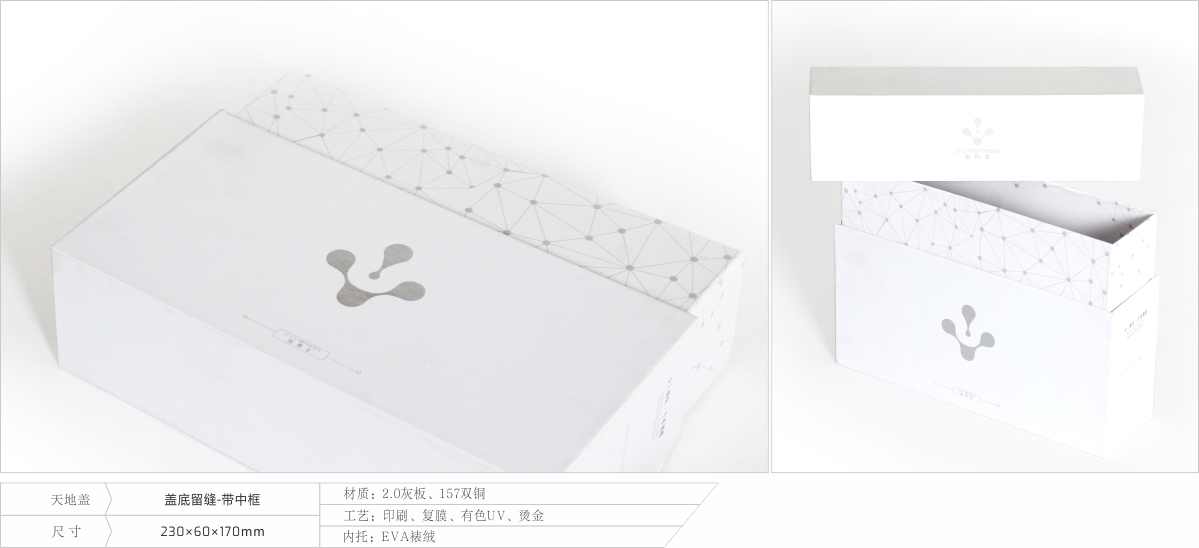 天地盖
盖底留缝-带中框
尺寸
230×60×170mm
材质：2.0灰板、157双铜
工艺：印刷、复膜、有色UV、烫金
内托：EVA裱绒